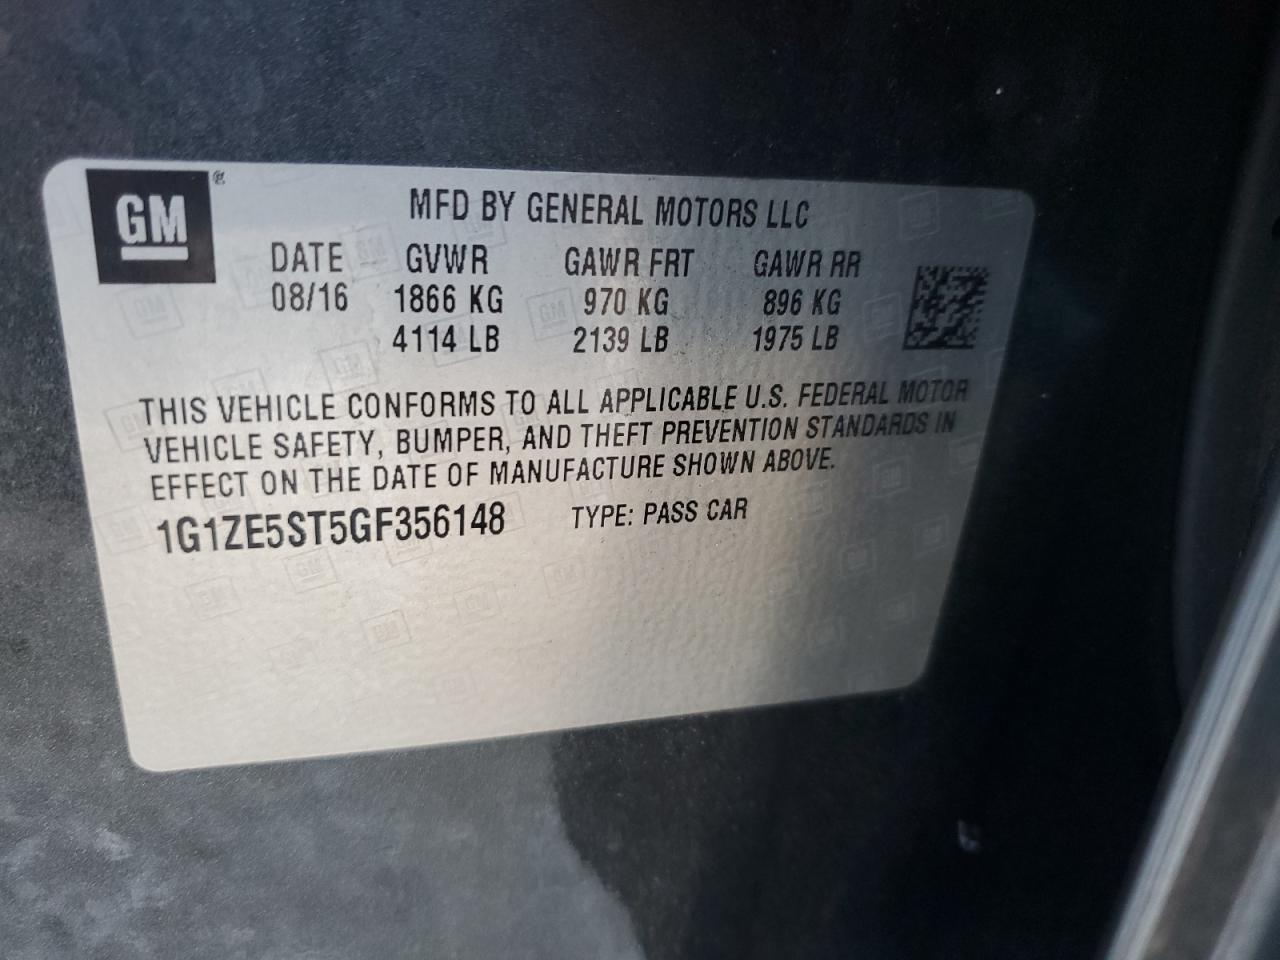 GM®
MFD BY GENERAL MOTORS LLC
DATE GVWR GAWR FRT GAWR RR
08/16 1866 KG 970 KG 896 KG
4114 LB 2139 LB 1975 LB
THIS VEHICLE CONFORMS TO ALL APPLICABLE U.S. FEDERAL MOTOR
VEHICLE SAFETY, BUMPER, AND THEFT PREVENTION STANDARDS IN
EFFECT ON THE DATE OF MANUFACTURE SHOWN ABOVE.
1G1ZE5ST5GF356148 TYPE: PASS CAR